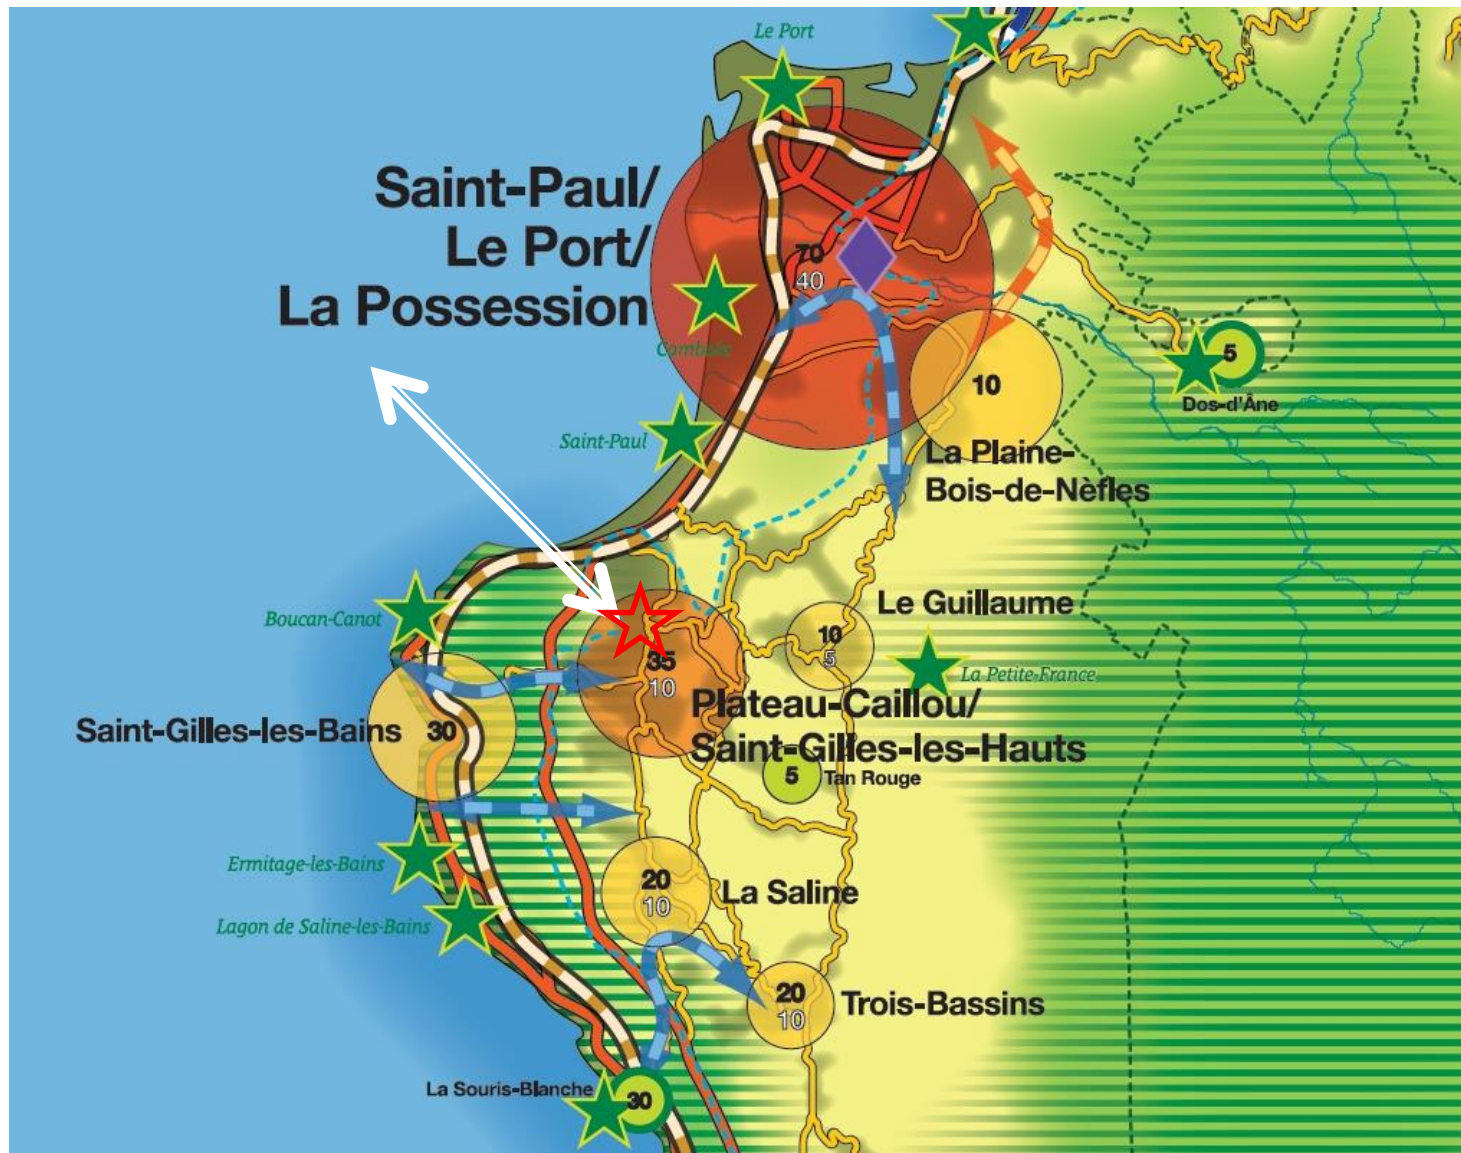 Le Port
Saint-Paul/
Le Port/
La Possession
70
40
Cambaie
10
5
Dos-d'Âne
Saint-Paul
La Plaine-
Bois-de-Nèfles
Boucan-Canot
Le Guillaume
10
5
35
10
La Petite-France
Plateau-Caillou/
Saint-Gilles-les-Hauts
Saint-Gilles-les-Bains
30
5
Tan Rouge
Ermitage-les-Bains
20
10
La Saline
Lagon de Saline-les-Bains
20
10
Trois-Bassins
La Souris-Blanche
30